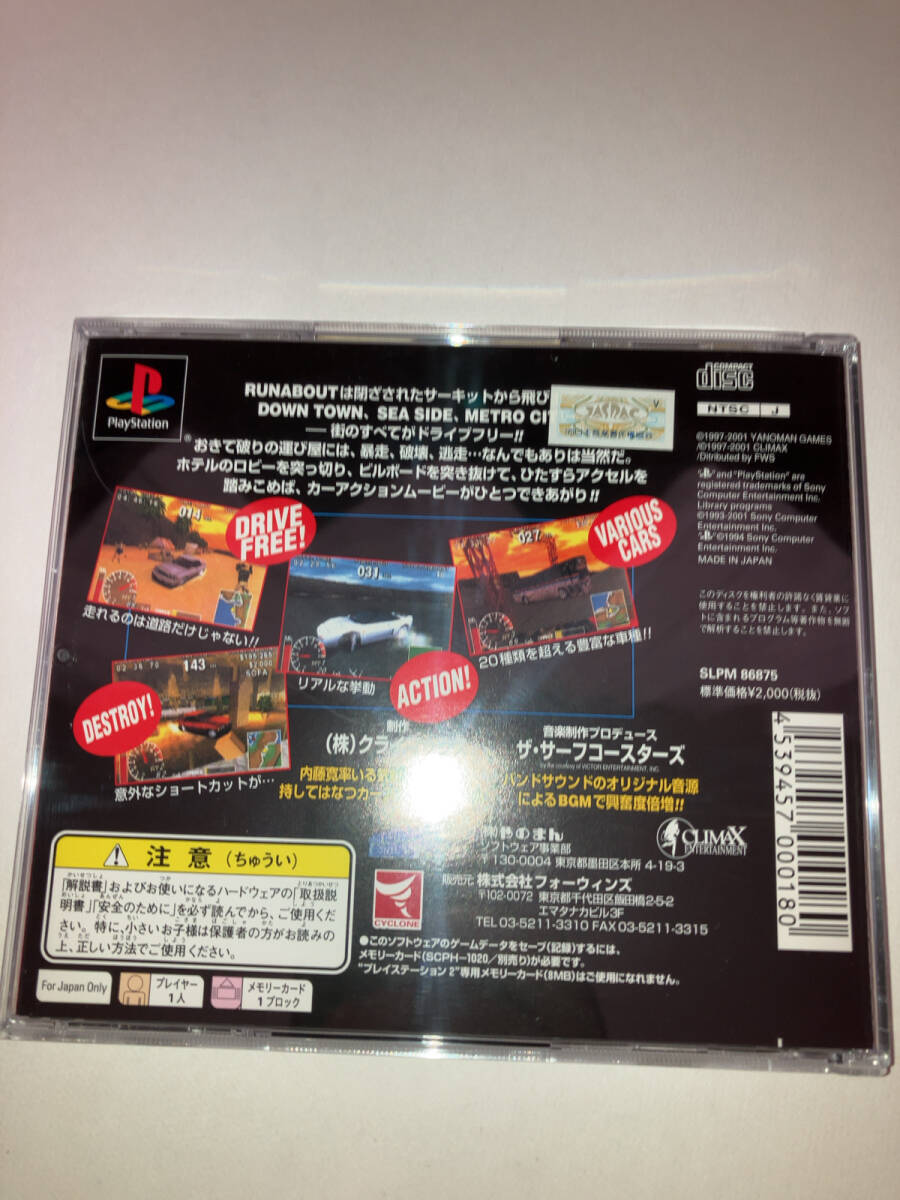 PlayStation
RUNABOUTは閉ざされたサーキットから飛び
DOWN TOWN、SEA SIDE、METRO CIT
― 街のすべてがドライブフリー!!
おきて破りの運び屋には、暴走、破壊、逃走…なんでもありは当然だ。
ホテルのロビーを突っ切り、ビルボードを突き抜けて、ひたすらアクセルを
踏みこめば、カーアクションムービーがひとつできあがり!!
COMPACT
disc
NTSC J
©1997-2001 YANOMAN GAMES
/©1997-2001 CLIMAX
/Ditributed by FWS
and "PlayStation" are
registered trademarks of Sony
Computer Entertainment Inc.
Library programs
©1993-2001 Sony Computer
Entertainment Inc.
©1994 Sony Computer
Entertainment Inc.
MADE IN JAPAN
このディスクを権利者の許諾なく賃貸業に
使用することを禁止します。また、ソフ
トに含まれるプログラム等著作物を無断
で解析することを禁止します。
SLPM 86875
標準価格¥2,000(税抜)
DRIVE
FREE!
走れるのは道路だけじゃない!!
031
リアルな挙動
ACTION!
027
VARIOUS
CARS
20種類を超える豊富な車種!!
143
SOFA
DESTROY!
意外なショートカットが…
制作
(株)クラ
内藤寛率いる
持してはなつカー
音楽制作プロデュース
ザ・サーフコースターズ
by the courtesy of VICTOR ENTERTAINMENT, INC.
バンドサウンドのオリジナル音源
によるBGMで興奮度倍増!!
やのまん
ソフトウェア事業部
〒130-0004 東京都墨田区本所 4-19-3
CLIMAX
ENTERTAINMENT
CYCLONE
販売元 株式会社フォーウィンズ
〒102-0072 東京都千代田区飯田橋2-5-2
エマタナカビル3F
TEL 03-5211-3310 FAX 03-5211-3315
●このソフトウェアのゲームデータをセーブ(記録)するには、
メモリーカード(SCPH-1020/別売り)が必要です。
"プレイステーション 2"専用メモリーカード(8MB)はご使用になれません。
注意(ちゅうい)
「解説書」およびお使いになるハードウェアの「取扱説
明書」「安全のために」を必ず読んでから、ご使用くだ
さい。特に、小さいお子様は保護者の方がお読みの
上、正しい方法でご使用ください。
For Japan Only
プレイヤー
1人
メモリーカード
1ブロック
4 539457 000180